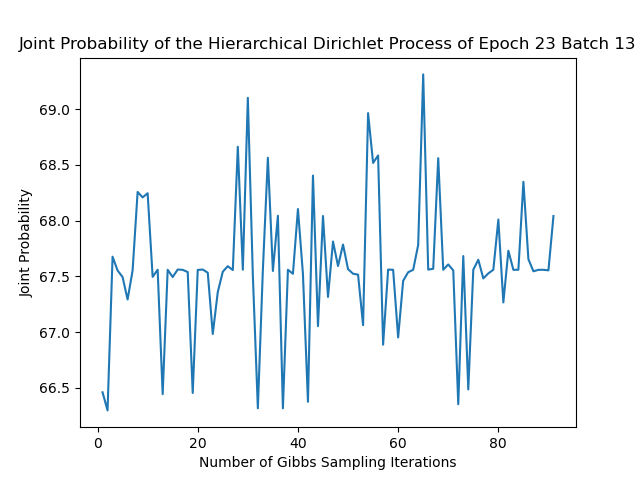 Joint Probability of the Hierarchical Dirichlet Process of Epoch 23 Batch 13
69.0
68.5
68.0
67.5
67.0
66.5
Joint Probability
0 20 40 60 80
Number of Gibbs Sampling Iterations